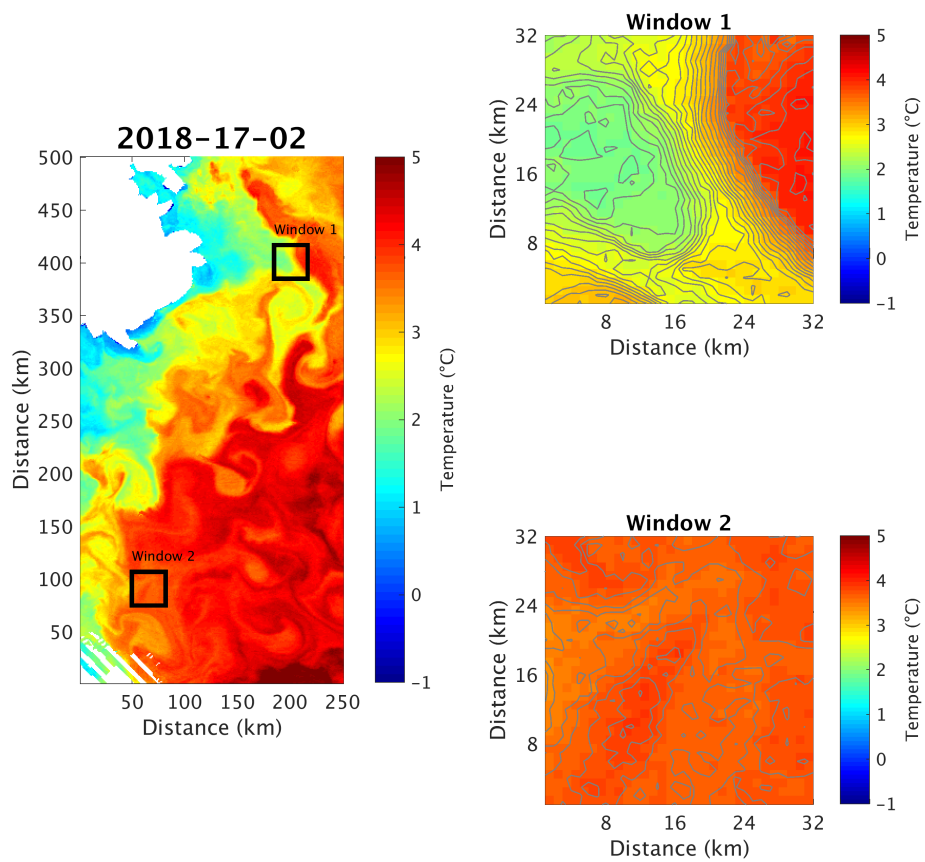 2018-17-02
500
450
400
350
300
250
200
150
100
50
Distance (km)
50 100 150 200 250
Distance (km)
Window 1
Window 2
5
4
3
2
1
0
-1
Temperature (°C)
Window 1
32
24
16
8
Distance (km)
8 16 24 32
Distance (km)
5
4
3
2
1
0
-1
Temperature (°C)
Window 2
32
24
16
8
Distance (km)
8 16 24 32
Distance (km)
5
4
3
2
1
0
-1
Temperature (°C)